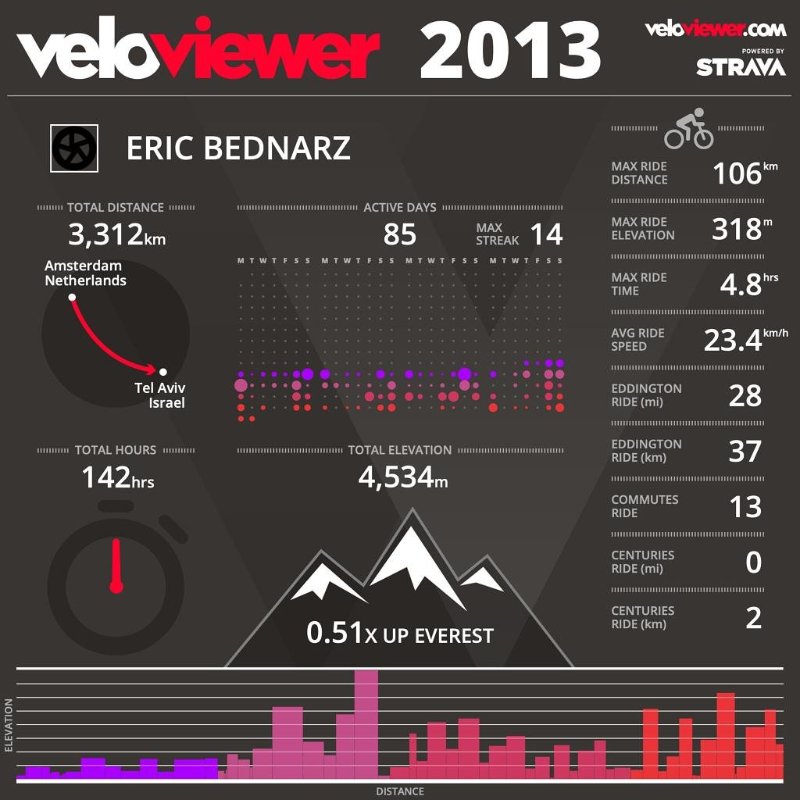 veloviewer 2013
veloviewer.com
POWERED BY
STRAVA
ERIC BEDNARZ
TOTAL DISTANCE
3,312km
Amsterdam
Netherlands
Tel Aviv
Israel
ACTIVE DAYS
85
MAX
STREAK 14
M T W T F S S M T W T F S S M T W T F S S M T W T F S S
TOTAL HOURS
142hrs
TOTAL ELEVATION
4,534m
0.51X UP EVEREST
MAX RIDE
DISTANCE 106km
MAX RIDE
ELEVATION 318m
MAX RIDE
TIME 4.8hrs
AVG RIDE
SPEED 23.4km/h
EDDINGTON
RIDE (mi) 28
EDDINGTON
RIDE (km) 37
COMMUTES
RIDE 13
CENTURIES
RIDE (mi) 0
CENTURIES
RIDE (km) 2
ELEVATION
DISTANCE